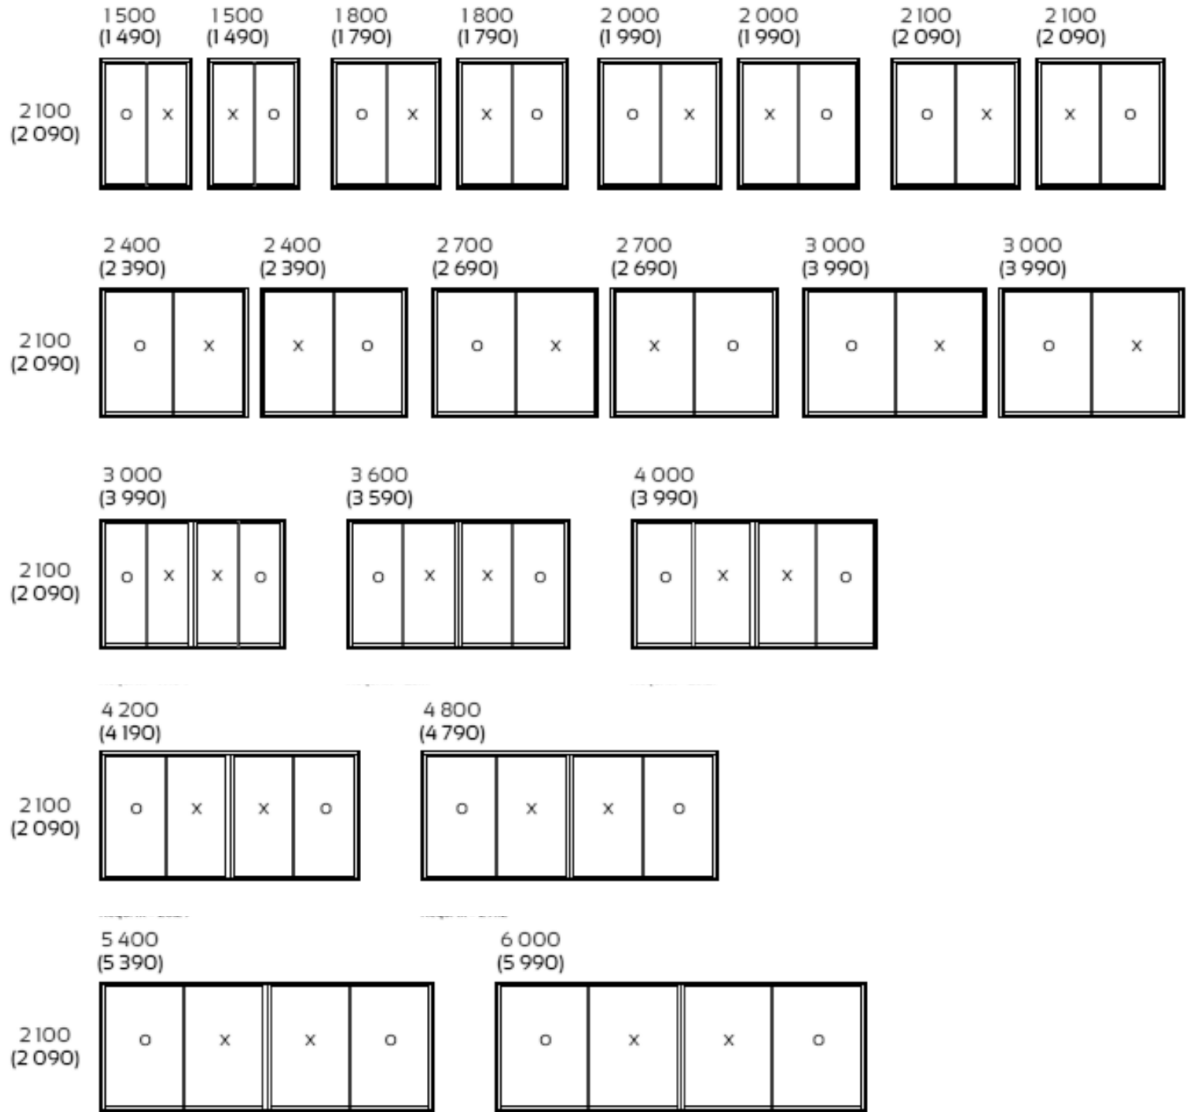 1 500 1 500 1 800 1 800 2 000 2 000 2 100 2 100
(1 490) (1 490) (1 790) (1 790) (1 990) (1 990) (2 090) (2 090)
2 100
(2 090)
O X X O O X X O O X X O O X X O
2 400 2 400 2 700 2 700 3 000 3 000
(2 390) (2 390) (2 690) (2 690) (3 990) (3 990)
2 100
(2 090)
O X X O O X X O O X O X
3 000 3 600 4 000
(3 990) (3 590) (3 990)
2 100
(2 090)
O X X O O X X O O X X O
4 200 4 800
(4 190) (4 790)
2 100
(2 090)
O X X O O X X O
5 400 6 000
(5 390) (5 990)
2 100
(2 090)
O X X O O X X O